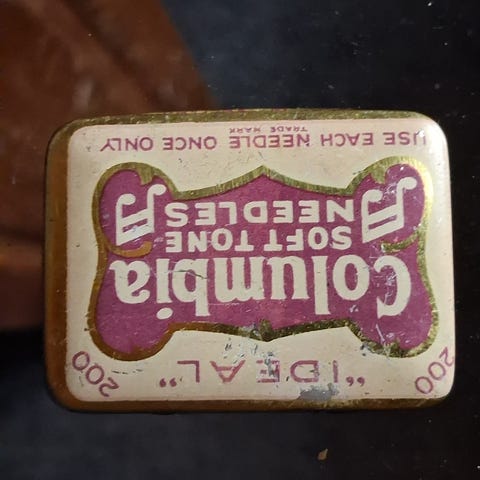 "IDEAL"
200 200
Columbia
SOFT TONE
NEEDLES
TRADE MARK
USE EACH NEEDLE ONCE ONLY